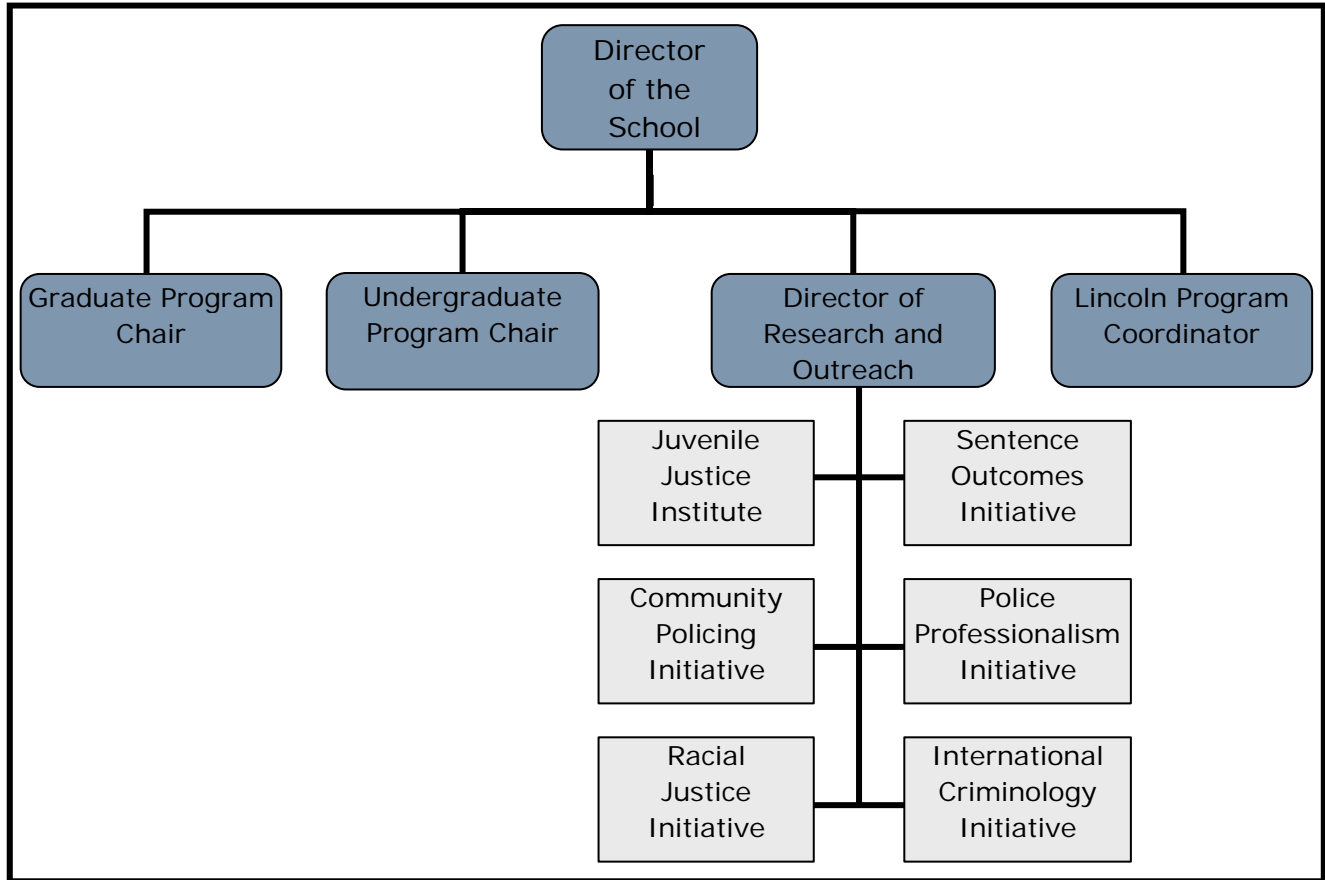 Director
of the
School
Graduate Program
Chair
Undergraduate
Program Chair
Director of
Research and
Outreach
Lincoln Program
Coordinator
Juvenile
Justice
Institute
Sentence
Outcomes
Initiative
Community
Policing
Initiative
Police
Professionalism
Initiative
Racial
Justice
Initiative
International
Criminology
Initiative